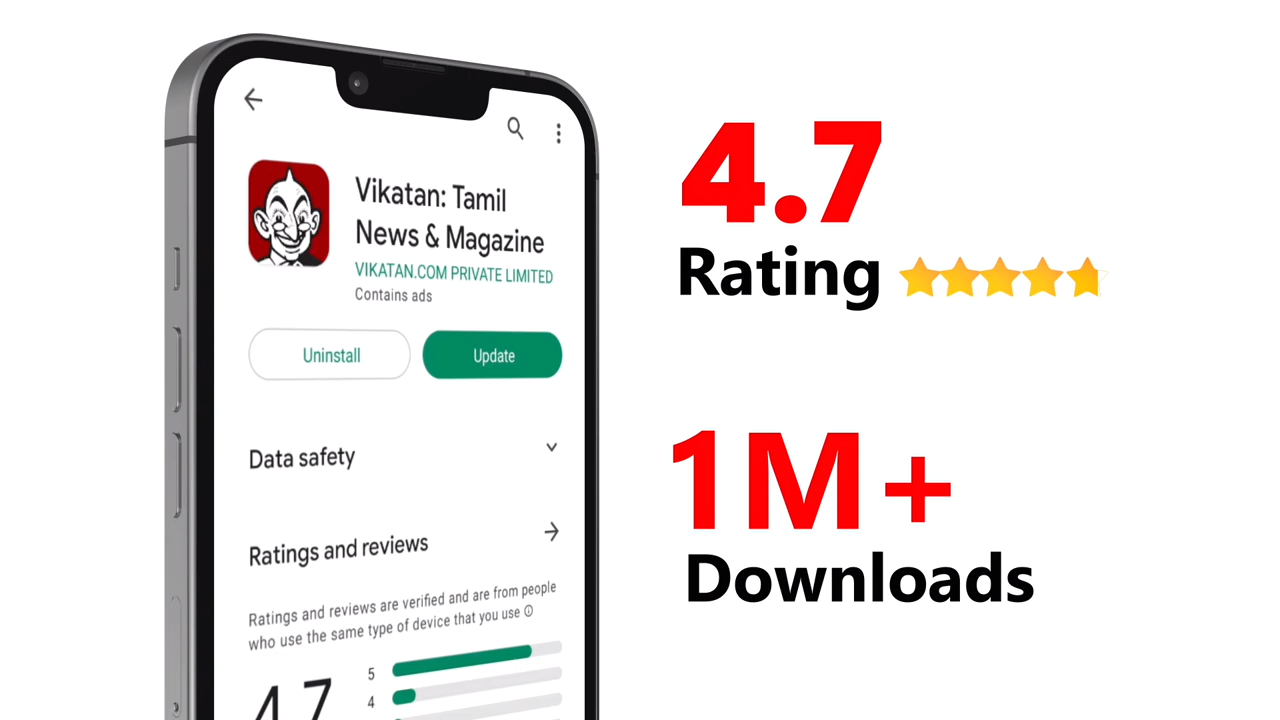 Vikatan: Tamil
News & Magazine
VIKATAN.COM PRIVATE LIMITED
Contains ads
Uninstall
Update
Data safety
Ratings and reviews
Ratings and reviews are verified and are from people
who use the same type of device that you use
4.7
5
4
4.7
Rating
1M+
Downloads